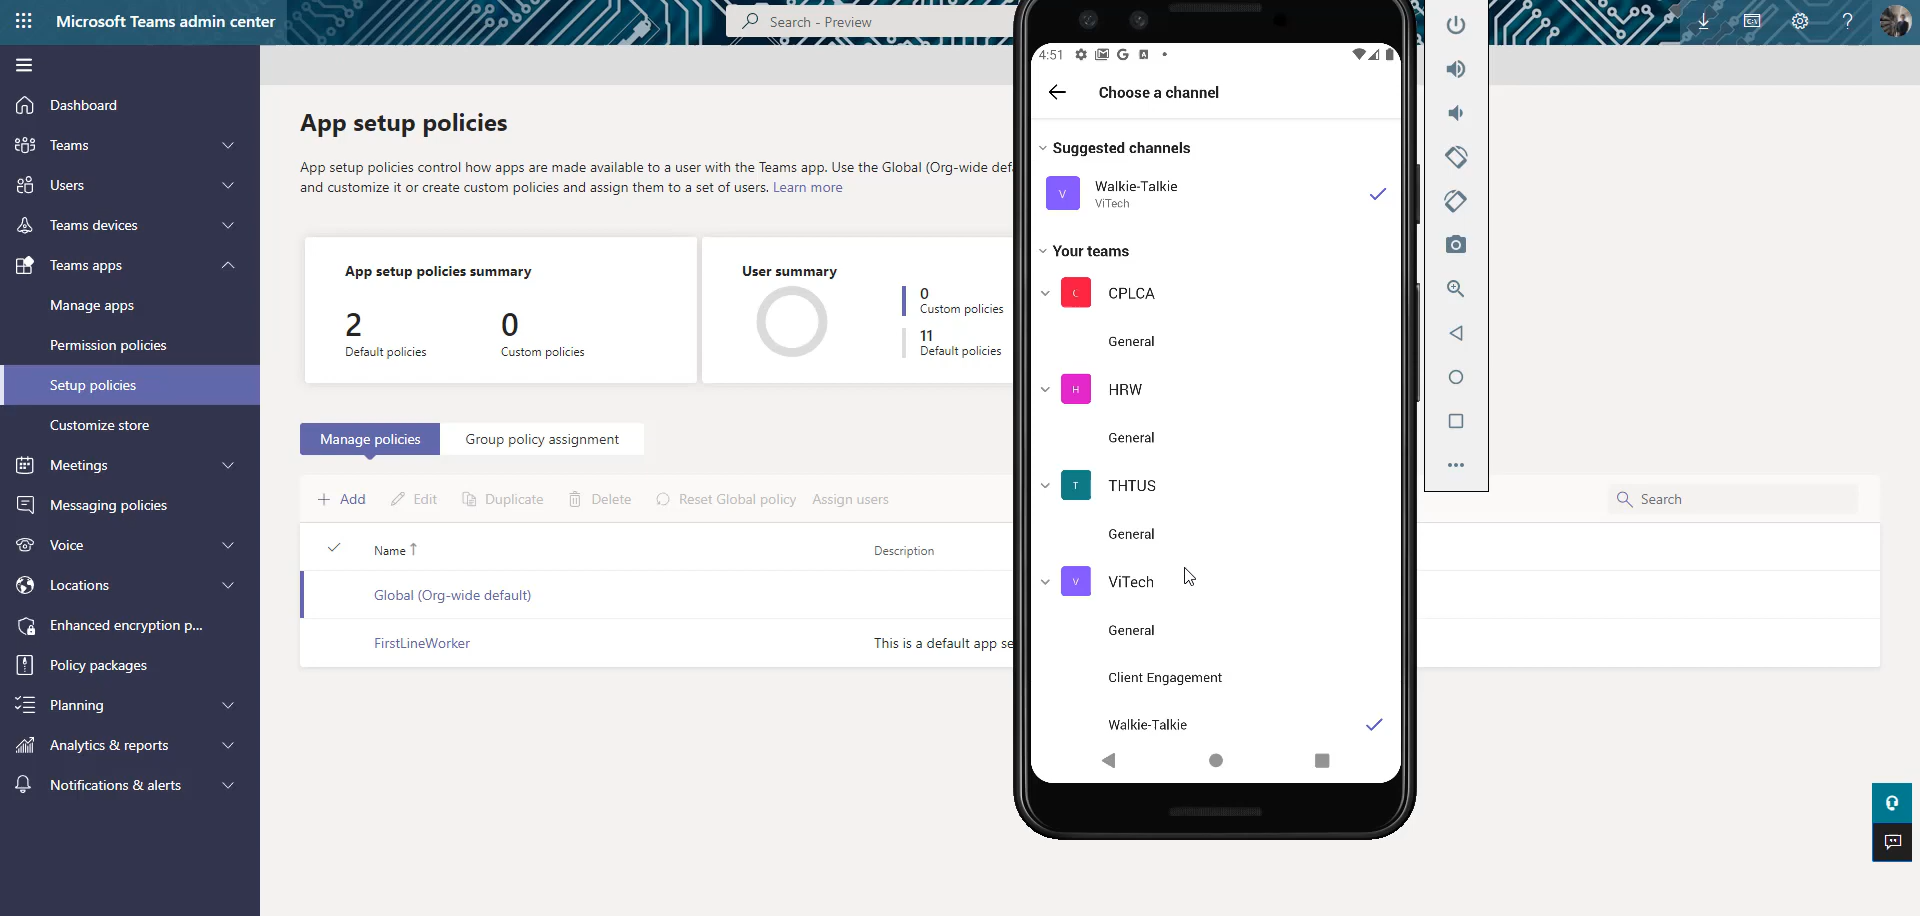 Microsoft Teams admin center
Search - Preview
Dashboard
Teams
Users
Teams devices
Teams apps
Manage apps
Permission policies
Setup policies
Customize store
Meetings
Messaging policies
Voice
Locations
Enhanced encryption p...
Policy packages
Planning
Analytics & reports
Notifications & alerts
App setup policies
App setup policies control how apps are made available to a user with the Teams app. Use the Global (Org-wide def
and customize it or create custom policies and assign them to a set of users. Learn more
App setup policies summary
2
Default policies
0
Custom policies
User summary
0
Custom policies
11
Default policies
Manage policies
Group policy assignment
Add
Edit
Duplicate
Delete
Reset Global policy
Assign users
Search
Name
Description
Global (Org-wide default)
FirstLineWorker
This is a default app se
4:51
Choose a channel
Suggested channels
V
Walkie-Talkie
ViTech
Your teams
C
CPLCA
General
H
HRW
General
T
THTUS
General
V
ViTech
General
Client Engagement
Walkie-Talkie